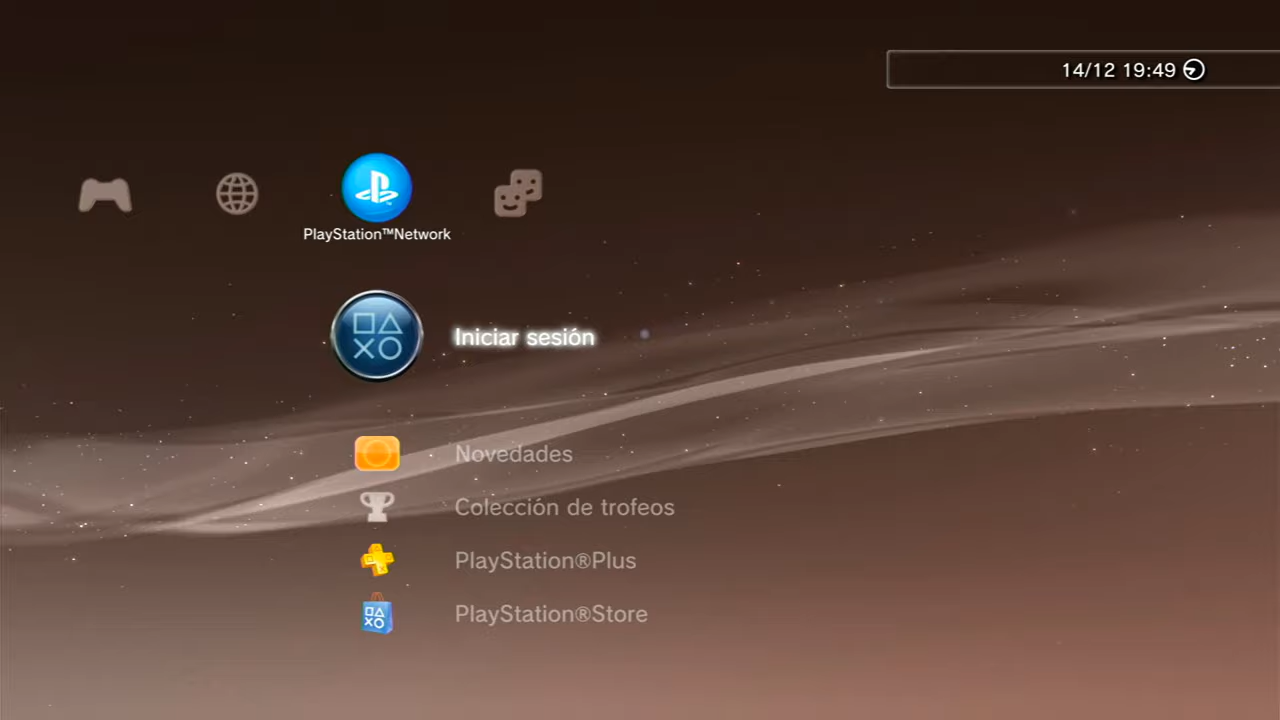 14/12 19:49
PlayStation™Network
Iniciar sesión
Novedades
Colección de trofeos
PlayStation®Plus
PlayStation®Store